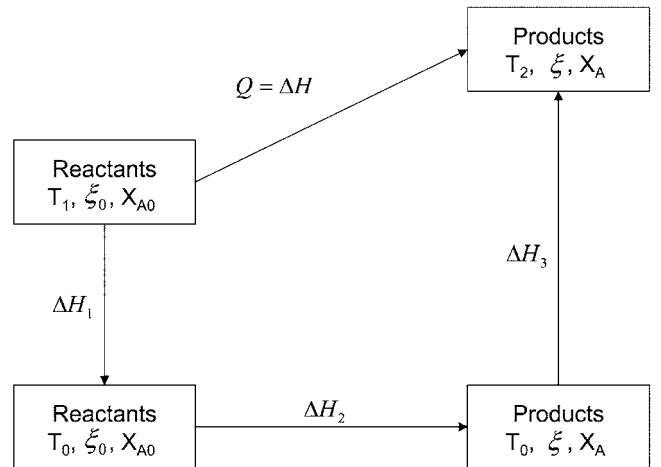 Products
T₂, ξ, X_A
Q = ΔH
Reactants
T₁, ξ₀, X_A0
ΔH₃
ΔH₁
Reactants
T₀, ξ₀, X_A0
ΔH₂
Products
T₀, ξ, X_A